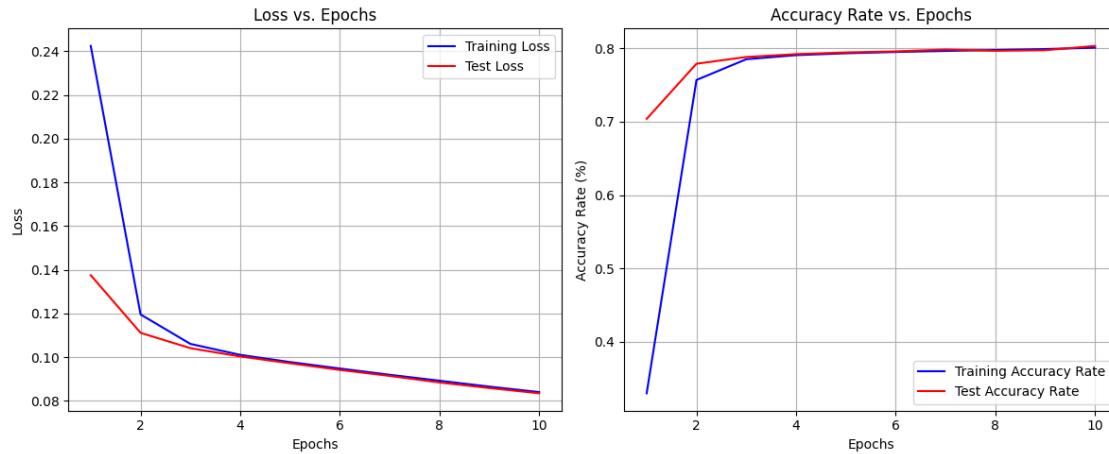 Loss vs. Epochs
0.24
0.22
0.20
0.18
0.16
0.14
0.12
0.10
0.08
Loss
2
4
6
8
10
Epochs
Training Loss
Test Loss
Accuracy Rate vs. Epochs
0.8
0.7
0.6
0.5
0.4
Accuracy Rate (%)
2
4
6
8
10
Epochs
Training Accuracy Rate
Test Accuracy Rate